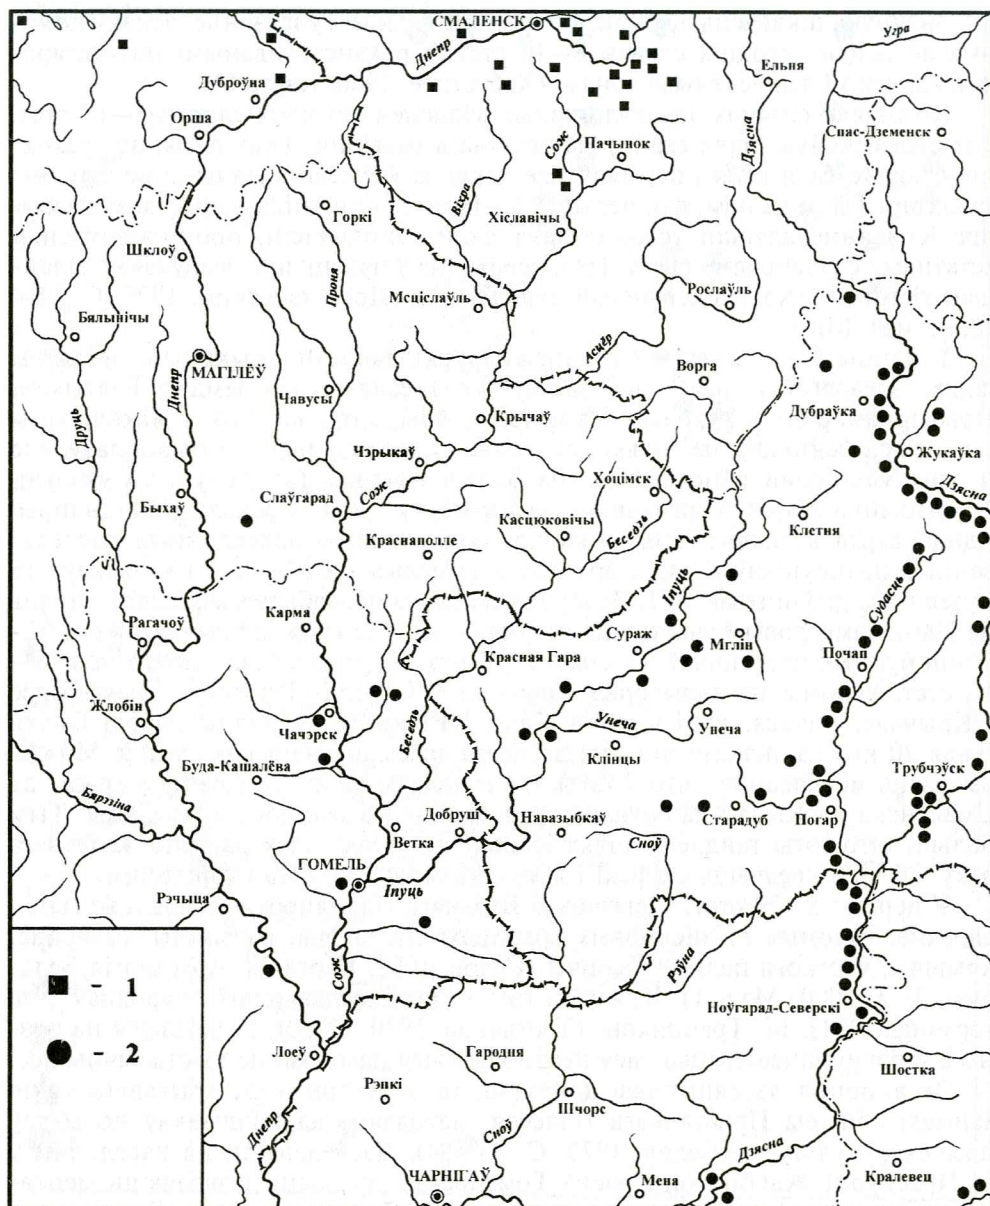 СМАЛЕНСК
Днепр
Угра
Ельня
Дуброўна
Орша
Сож
Пачынок
Дзясна
Спас-Дземенск
Віхра
Горкі
Хіславічы
Шклоў
Проня
Мсціслаўль
Рослаўль
Бялынічы
МАГІЛЁЎ
Днепр
Друць
Асцёр
Ворга
Чавусы
Крычаў
Дубраўка
Жукаўка
Чэрыкаў
Сож
Хоцімск
Дзясна
Быхаў
Слаўгарад
Касцюковічы
Клетня
Краснаполле
Беседзь
Іпуць
Судасць
Рагачоў
Карма
Сураж
Мглін
Красная Гара
Почап
Жлобін
Чачэрск
Беседзь
Унеча
Унеча
Клінцы
Буда-Кашалёва
Трубчэўск
Бярэзіна
Добруш
Навазыбкаў
Старадуб
Погар
Ветка
Сноў
ГОМЕЛЬ
Іпуць
Рэчыца
Рэўна
Сож
- 1
Ноўгарад-Северскі
- 2
Лоеў
Гародня
Шостка
Рэпкі
Шчорс
Днепр
Сноў
Дзясна
ЧАРНІГАЎ
Мена
Кралевец